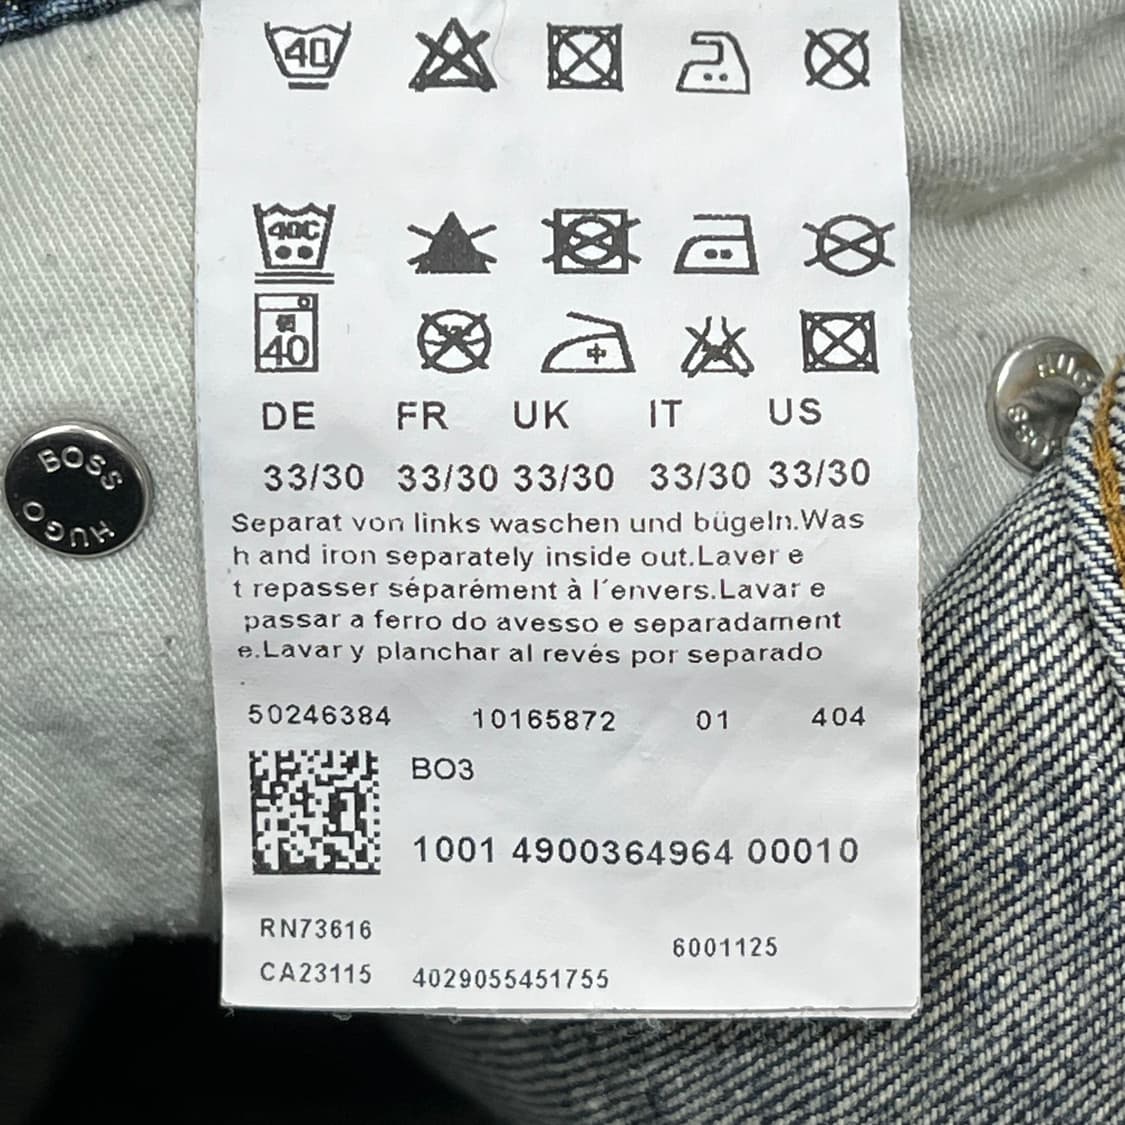 40
40C
40
DE FR UK IT US
33/30 33/30 33/30 33/30 33/30
Separat von links waschen und bügeln.Was
h and iron separately inside out.Laver e
t repasser séparément à l´envers.Lavar e
passar a ferro do avesso e separadament
e.Lavar y planchar al revés por separado
50246384 10165872 01 404
BO3
1001 4900364964 00010
RN73616
6001125
CA23115 4029055451755
BOSS
HUGO